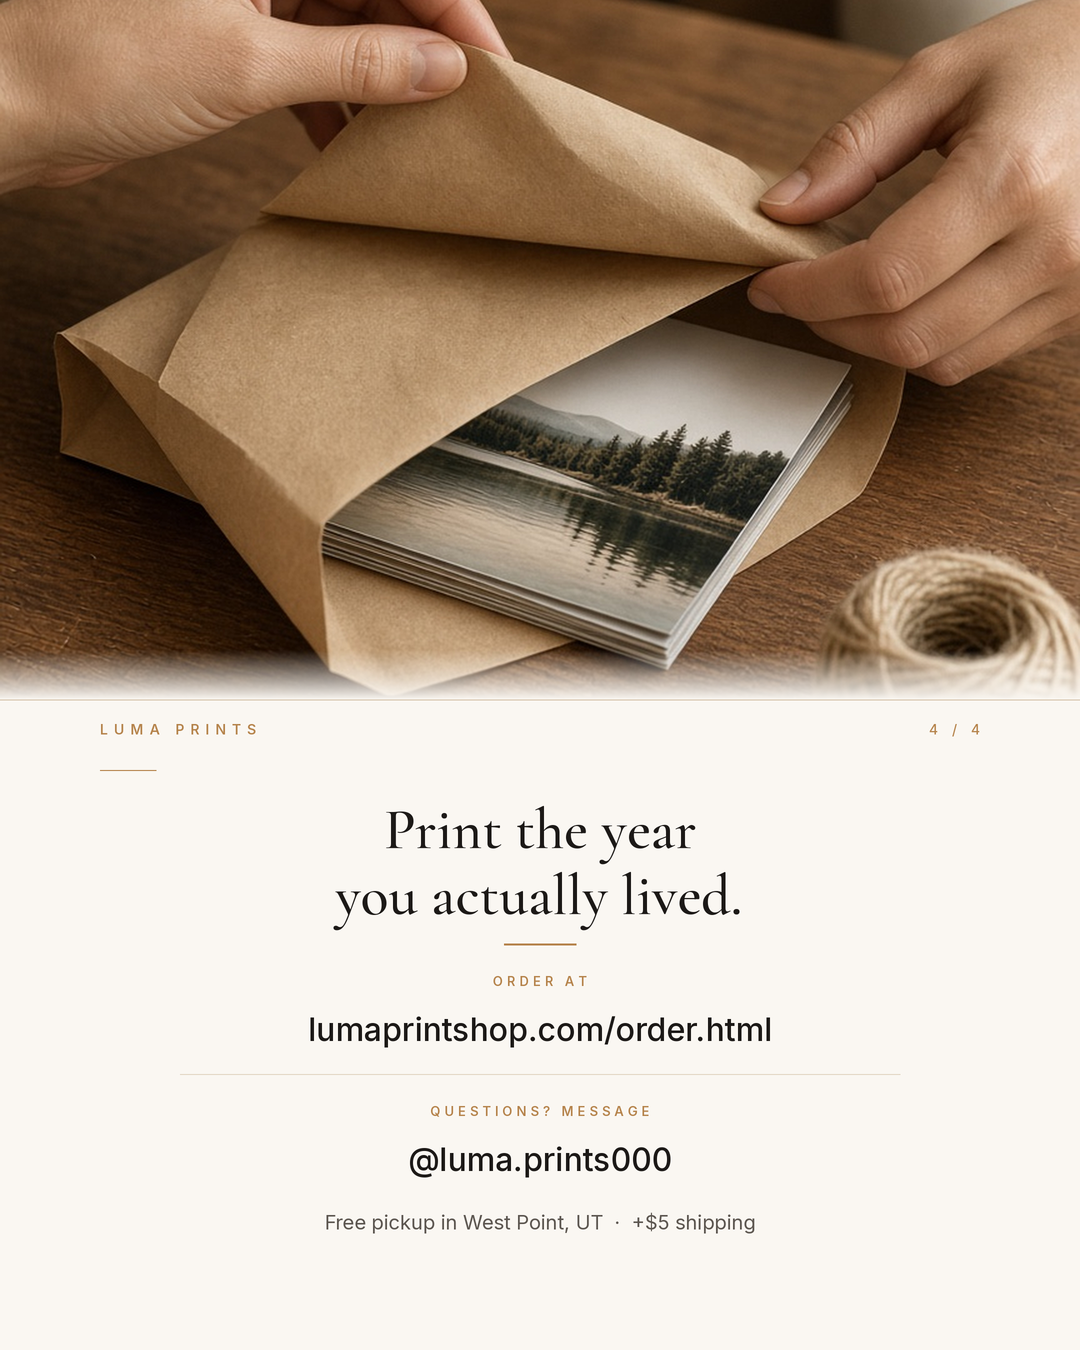 LUMA PRINTS
4 / 4
Print the year
you actually lived.
ORDER AT
lumaprintshop.com/order.html
QUESTIONS? MESSAGE
@luma.prints000
Free pickup in West Point, UT · +$5 shipping